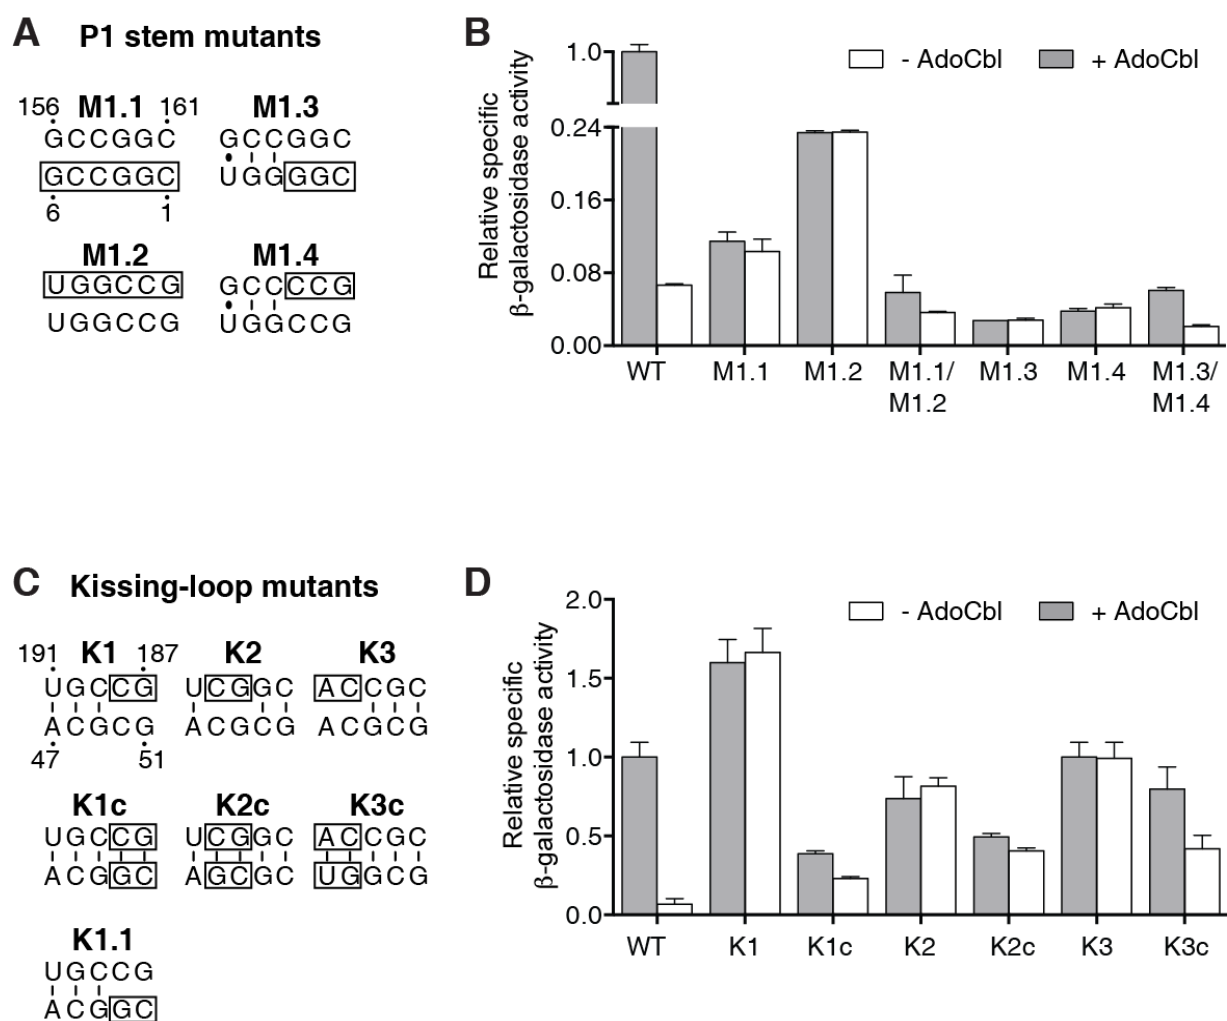 A P1 stem mutants
156 M1.1 161
GCCGGC
GCCGGC
6 1
M1.3
GCCGGC
UGGGGC
M1.2
UGGCCG
UGGCCG
M1.4
GCCCCG
UGGCCG
B
- AdoCbl + AdoCbl
Relative specific
β-galactosidase activity
1.0
0.24
0.16
0.08
0.00
WT M1.1 M1.2 M1.1/ M1.3 M1.4 M1.3/
M1.2 M1.4
C Kissing-loop mutants
191 K1 187 K2 K3
UGCCG UCGGC ACCGC
ACGCG ACGCG ACGCG
47 51
K1c K2c K3c
UGCCG UCGGC ACCGC
ACGGC AGCGC UGGCG
K1.1
UGCCG
ACGGC
D
- AdoCbl + AdoCbl
Relative specific
β-galactosidase activity
2.0
1.5
1.0
0.5
0.0
WT K1 K1c K2 K2c K3 K3c